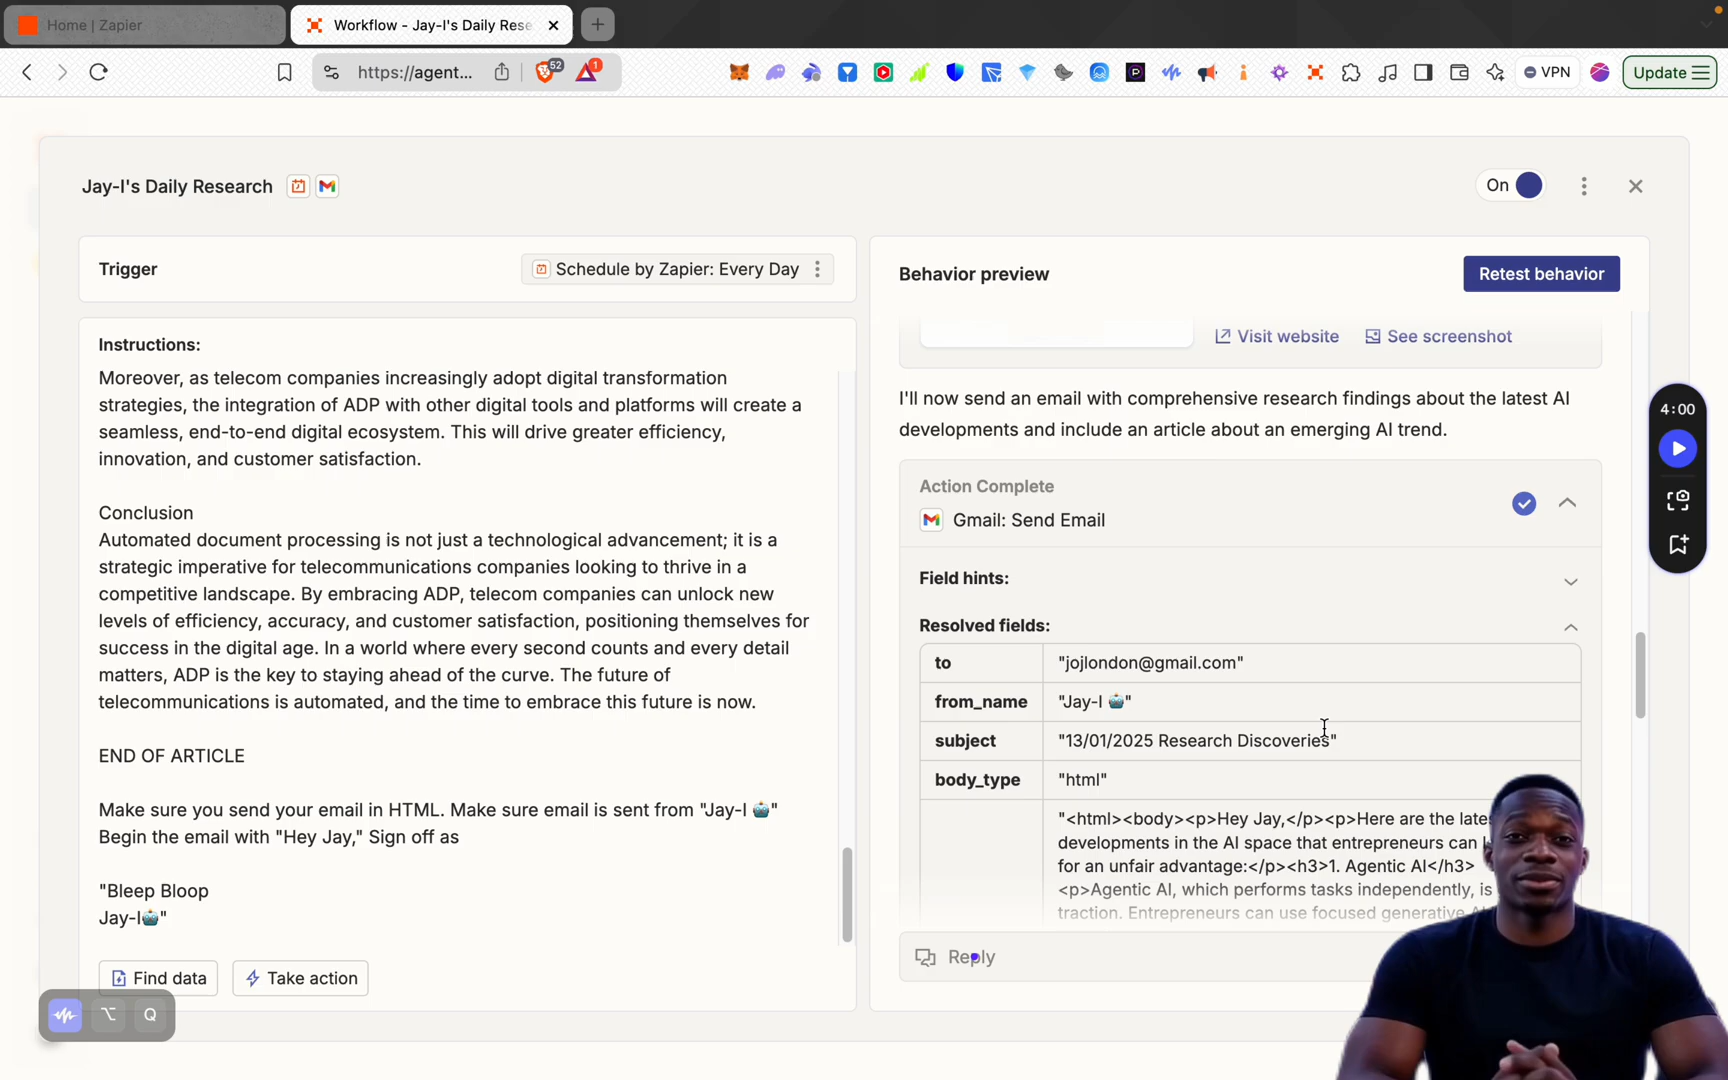 Home | Zapier
Workflow - Jay-I's Daily Rese
https://agent...
52
1
VPN
Update
Jay-I's Daily Research
On
Trigger
Schedule by Zapier: Every Day
Instructions:
Moreover, as telecom companies increasingly adopt digital transformation
strategies, the integration of ADP with other digital tools and platforms will create a
seamless, end-to-end digital ecosystem. This will drive greater efficiency,
innovation, and customer satisfaction.
Conclusion
Automated document processing is not just a technological advancement; it is a
strategic imperative for telecommunications companies looking to thrive in a
competitive landscape. By embracing ADP, telecom companies can unlock new
levels of efficiency, accuracy, and customer satisfaction, positioning themselves for
success in the digital age. In a world where every second counts and every detail
matters, ADP is the key to staying ahead of the curve. The future of
telecommunications is automated, and the time to embrace this future is now.
END OF ARTICLE
Make sure you send your email in HTML. Make sure email is sent from "Jay-I 🤖"
Begin the email with "Hey Jay," Sign off as
"Bleep Bloop
Jay-I🤖"
Find data
Take action
⌥
Q
Behavior preview
Retest behavior
Visit website
See screenshot
I'll now send an email with comprehensive research findings about the latest AI
developments and include an article about an emerging AI trend.
Action Complete
Gmail: Send Email
Field hints:
Resolved fields:
to "jojlondon@gmail.com"
from_name "Jay-I 🤖"
subject "13/01/2025 Research Discoveries"
body_type "html"
"<html><body><p>Hey Jay,</p><p>Here are the late
developments in the AI space that entrepreneurs can
for an unfair advantage:</p><h3>1. Agentic AI</h3>
<p>Agentic AI, which performs tasks independently, is
traction. Entrepreneurs can use focused generative
Reply
4:00